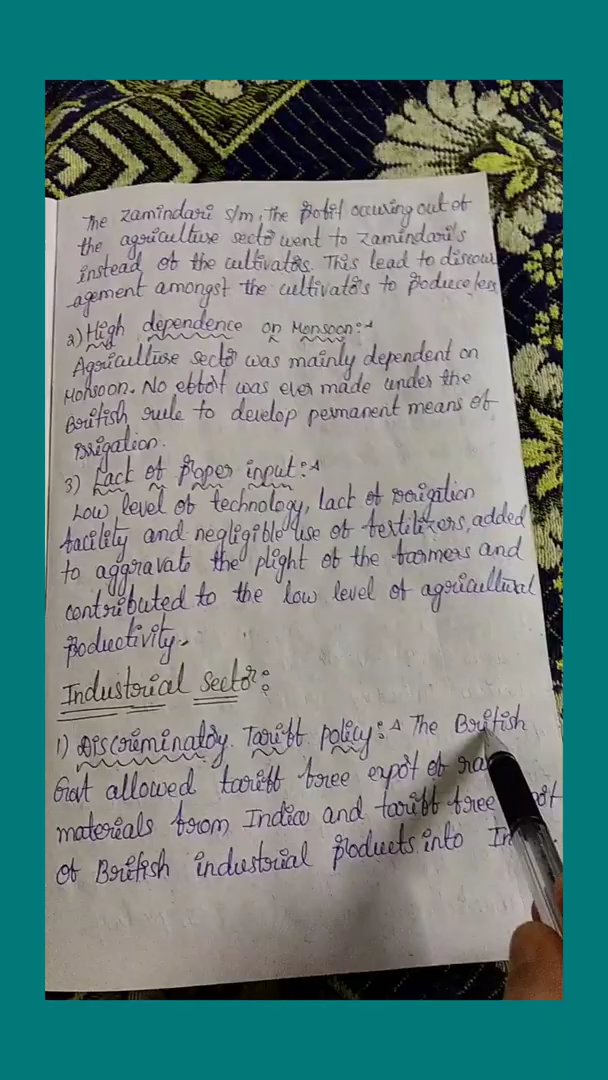 The Zamindari s/m, the Pofit occusing out of
the agriculture sector went to Zamindari's
instead of the cultivators. This lead to discour
-agement amongst the cultivators to Produce less
2) High dependence on Monsoon:-
Agriculture sector was mainly dependent on
Monsoon. No effort was ever made under the
British rule to develop permanent means of
irrigation.
3) Lack of Proper input:-
Low level of technology, lack of irrigation
facility and negligible use of fertilizers, added
to aggravate the plight of the farmers and
contributed to the low level of agricultural
Productivity.
Industrial Sector:
1) Discriminatory Tariff policy:- The British
Govt allowed tariff free export of
materials from India and tariff free
of British industrial Products into